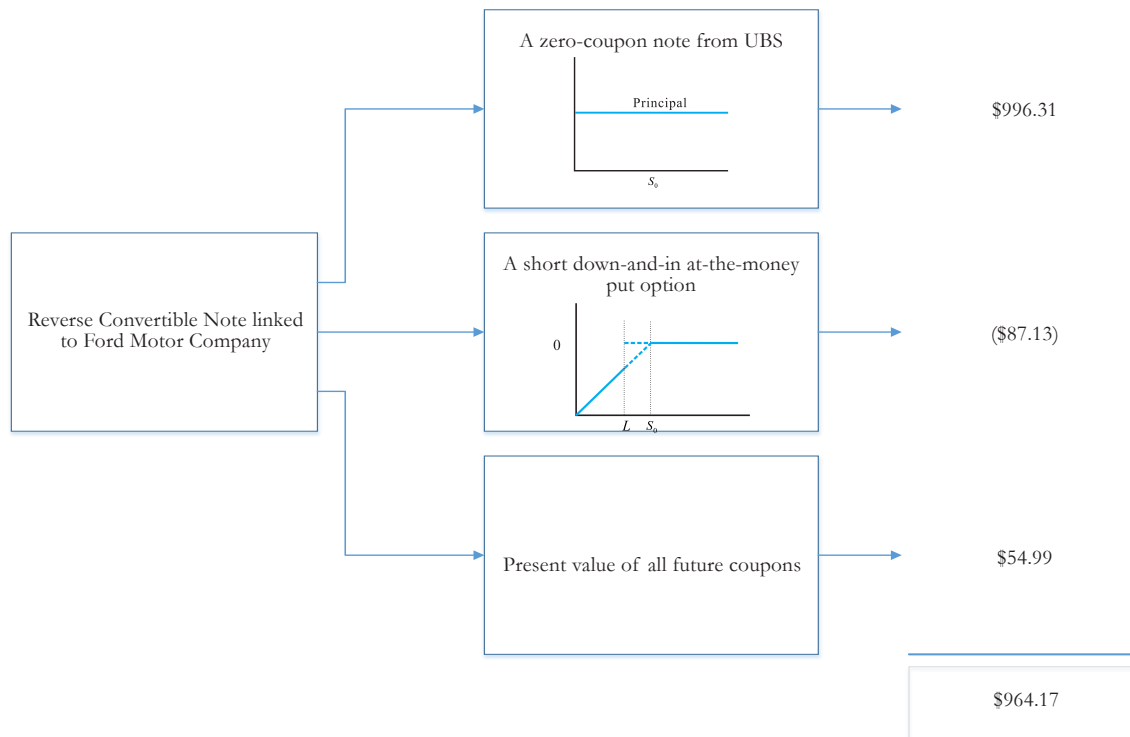 A zero-coupon note from UBS
Principal
S₀
$996.31
Reverse Convertible Note linked
to Ford Motor Company
A short down-and-in at-the-money
put option
0
L S₀
($87.13)
Present value of all future coupons
$54.99
$964.17